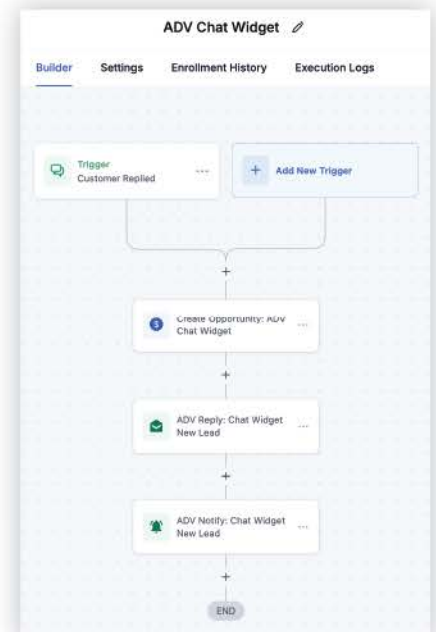 ADV Chat Widget
Builder Settings Enrollment History Execution Logs
Trigger
Customer Replied
Add New Trigger
Create Opportunity: ADV
Chat Widget
ADV Reply: Chat Widget
New Lead
ADV Notify: Chat Widget
New Lead
END